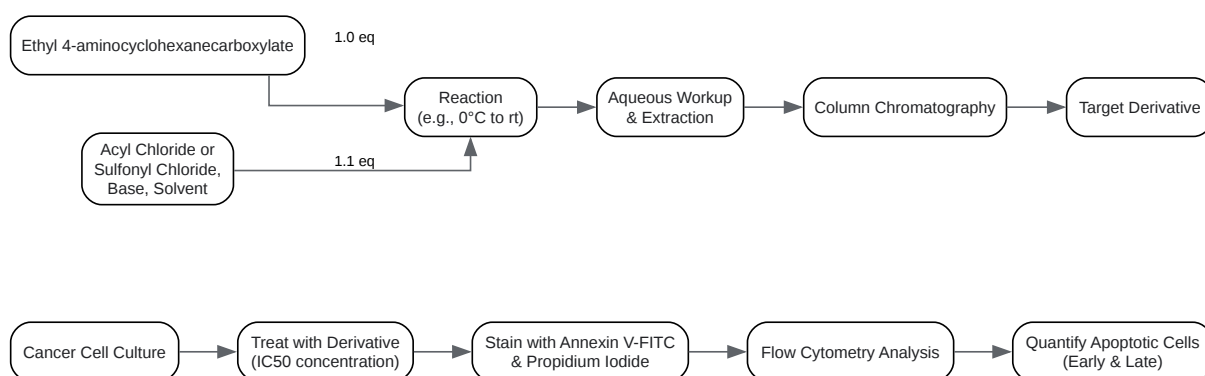 Ethyl 4-aminocyclohexanecarboxylate
1.0 eq
Reaction
(e.g., 0°C to rt)
Aqueous Workup
& Extraction
Column Chromatography
Target Derivative
Acyl Chloride or
Sulfonyl Chloride,
Base, Solvent
1.1 eq
Cancer Cell Culture
Treat with Derivative
(IC50 concentration)
Stain with Annexin V-FITC
& Propidium Iodide
Flow Cytometry Analysis
Quantify Apoptotic Cells
(Early & Late)